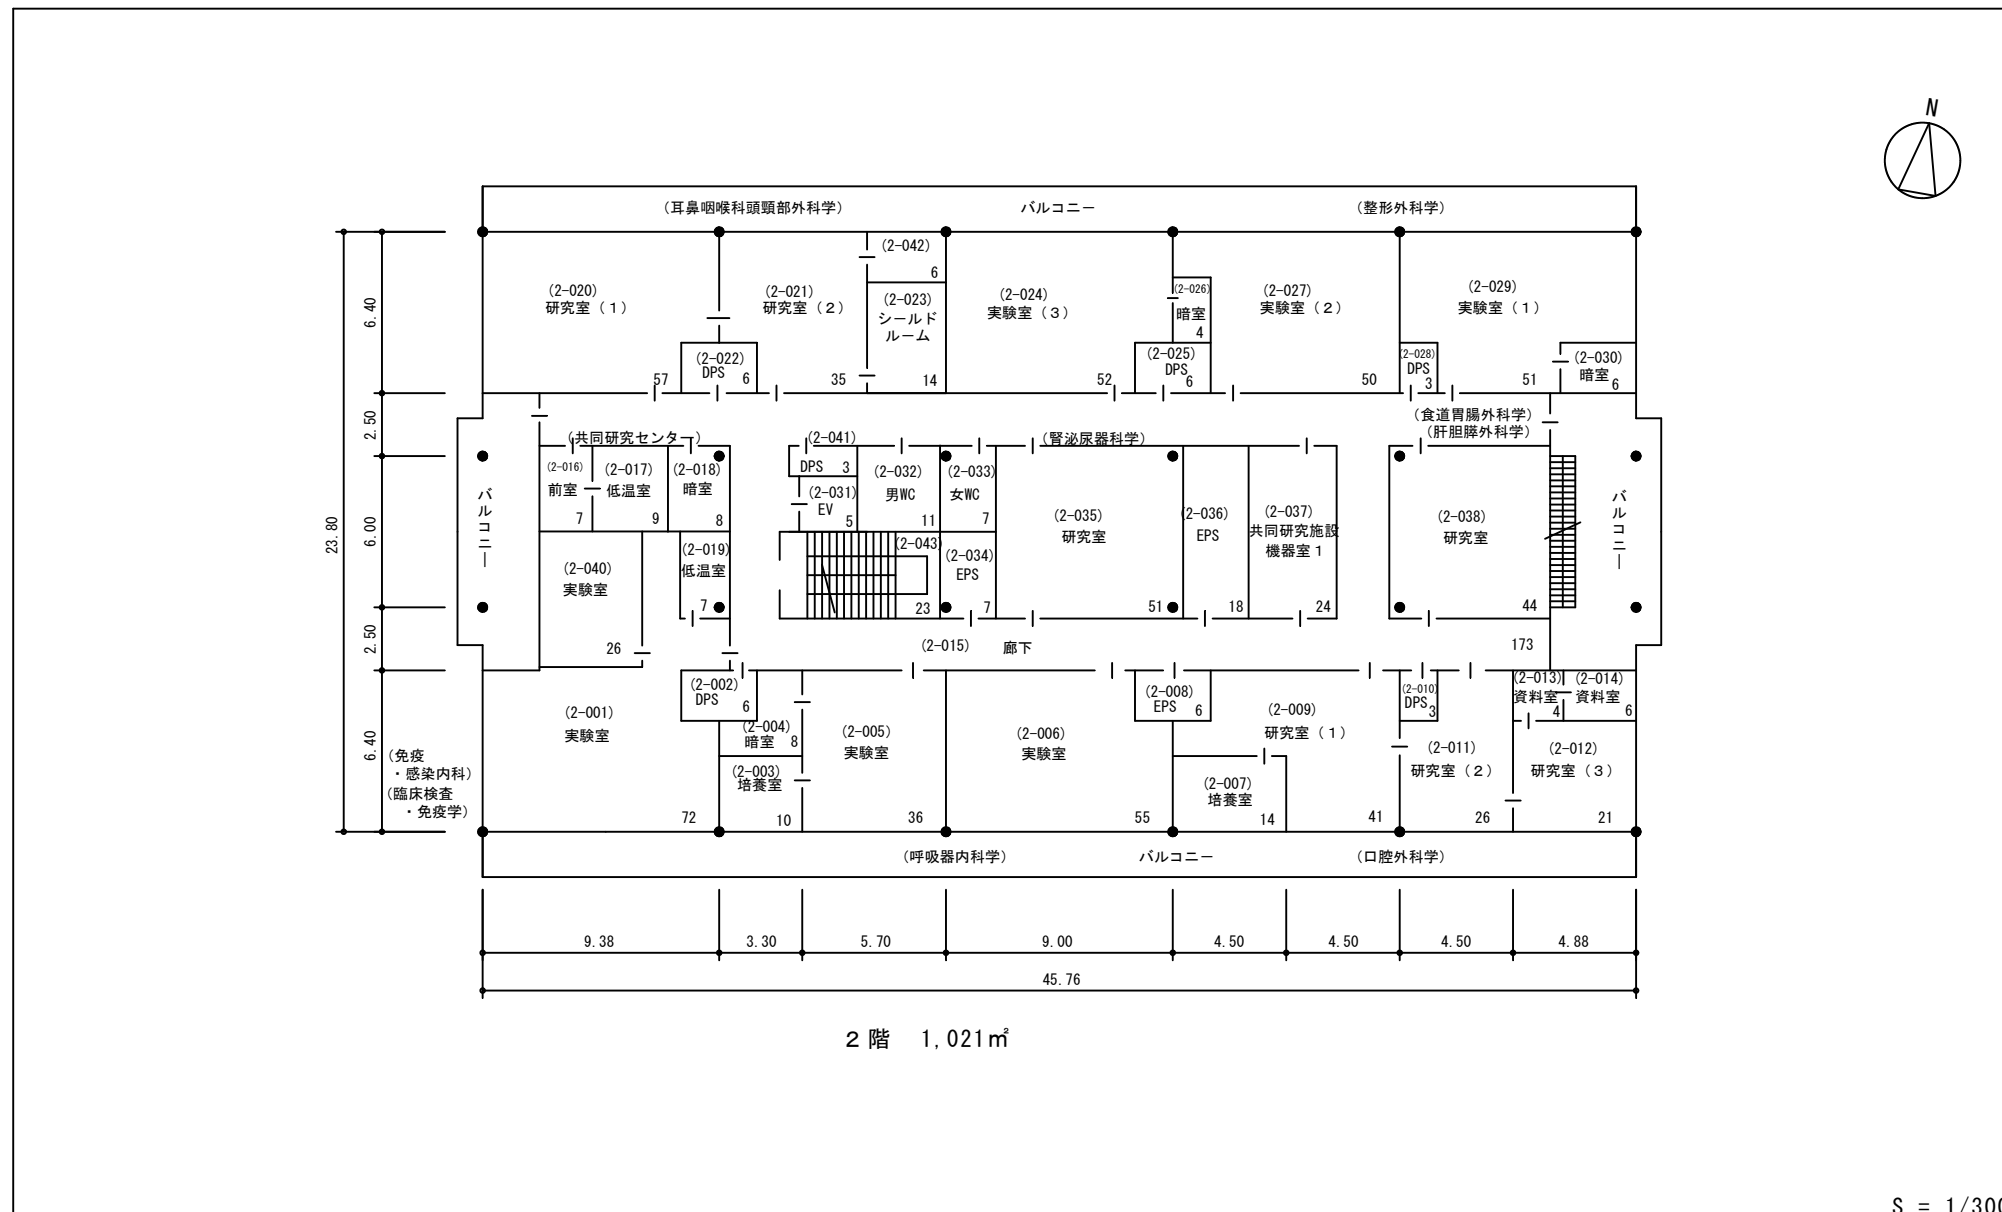 N
(耳鼻咽喉科頭頸部外科学)
バルコニー
(整形外科学)
(2-020)
研究室(1)
57
(2-021)
研究室(2)
35
(2-022)
DPS
6
(2-042)
6
(2-023)
シールド
ルーム
14
(2-024)
実験室(3)
52
(2-025)
DPS
6
(2-026)
暗室
4
(2-027)
実験室(2)
50
(2-028)
DPS
3
(2-029)
実験室(1)
51
(2-030)
暗室
6
(共同研究センター)
(腎泌尿器科学)
(食道胃腸外科学)
(肝胆膵外科学)
バルコニー
(2-016)
前室
7
(2-017)
低温室
9
(2-018)
暗室
8
(2-019)
低温室
7
(2-040)
実験室
26
(2-041)
DPS 3
(2-031)
EV
5
(2-032)
男WC
11
(2-033)
女WC
7
(2-043)
23
(2-034)
EPS
7
(2-035)
研究室
51
(2-036)
EPS
18
(2-037)
共同研究施設
機器室1
24
(2-038)
研究室
44
バルコニー
(2-015) 廊下
173
(2-001)
実験室
72
(2-002)
DPS
6
(2-004)
暗室 8
(2-003)
培養室
10
(2-005)
実験室
36
(2-006)
実験室
55
(2-008)
EPS 6
(2-007)
培養室
14
(2-009)
研究室(1)
41
(2-010)
DPS
3
(2-011)
研究室(2)
26
(2-013)
資料室
4
(2-014)
資料室
6
(2-012)
研究室(3)
21
(免疫
・感染内科)
(臨床検査
・免疫学)
(呼吸器内科学)
バルコニー
(口腔外科学)
6.40
2.50
6.00
2.50
6.40
23.80
9.38
3.30
5.70
9.00
4.50
4.50
4.50
4.88
45.76
2階 1,021㎡
S = 1/300